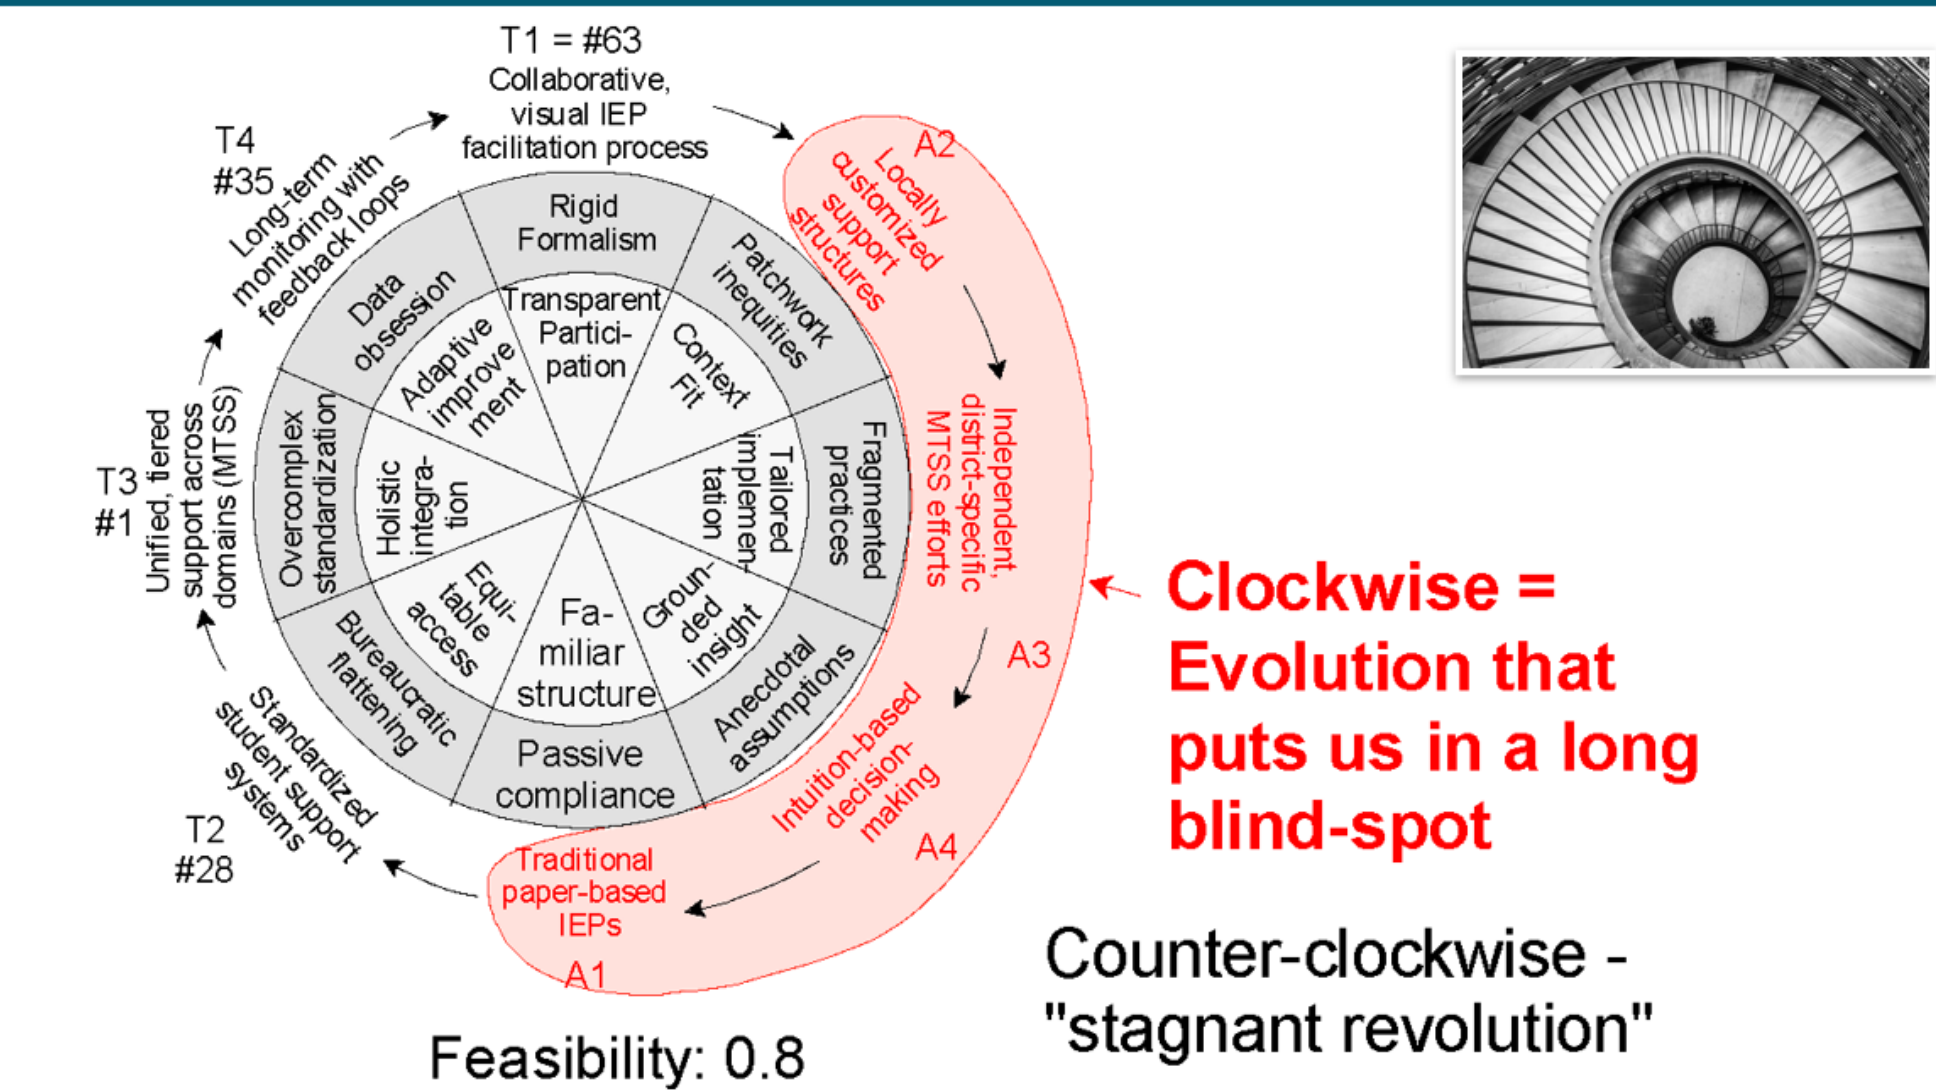 T1 = #63
Collaborative,
visual IEP
facilitation process
A2
Locally
customized
support
structures
Independent,
district-specific
MTSS efforts
A3
Intuition-based
decision-
making
A4
Traditional
paper-based
IEPs
A1
T2
#28
Standardized
student support
systems
T3
#1
Unified, tiered
support across
domains (MTSS)
T4
#35
Long-term
monitoring with
feedback loops
Rigid
Formalism
Patchwork
inequities
Fragmented
practices
Anecdotal
assumptions
Passive
compliance
Bureaucratic
flattening
Overcomplex
standardization
Data
obsession
Transparent
Partici-
pation
Context
Fit
Tailored
implemen-
tation
Groun-
ded
insight
Fa-
miliar
structure
Equi-
table
access
Holistic
integra-
tion
Adaptive
improve
ment
Clockwise =
Evolution that
puts us in a long
blind-spot
Counter-clockwise -
"stagnant revolution"
Feasibility: 0.8